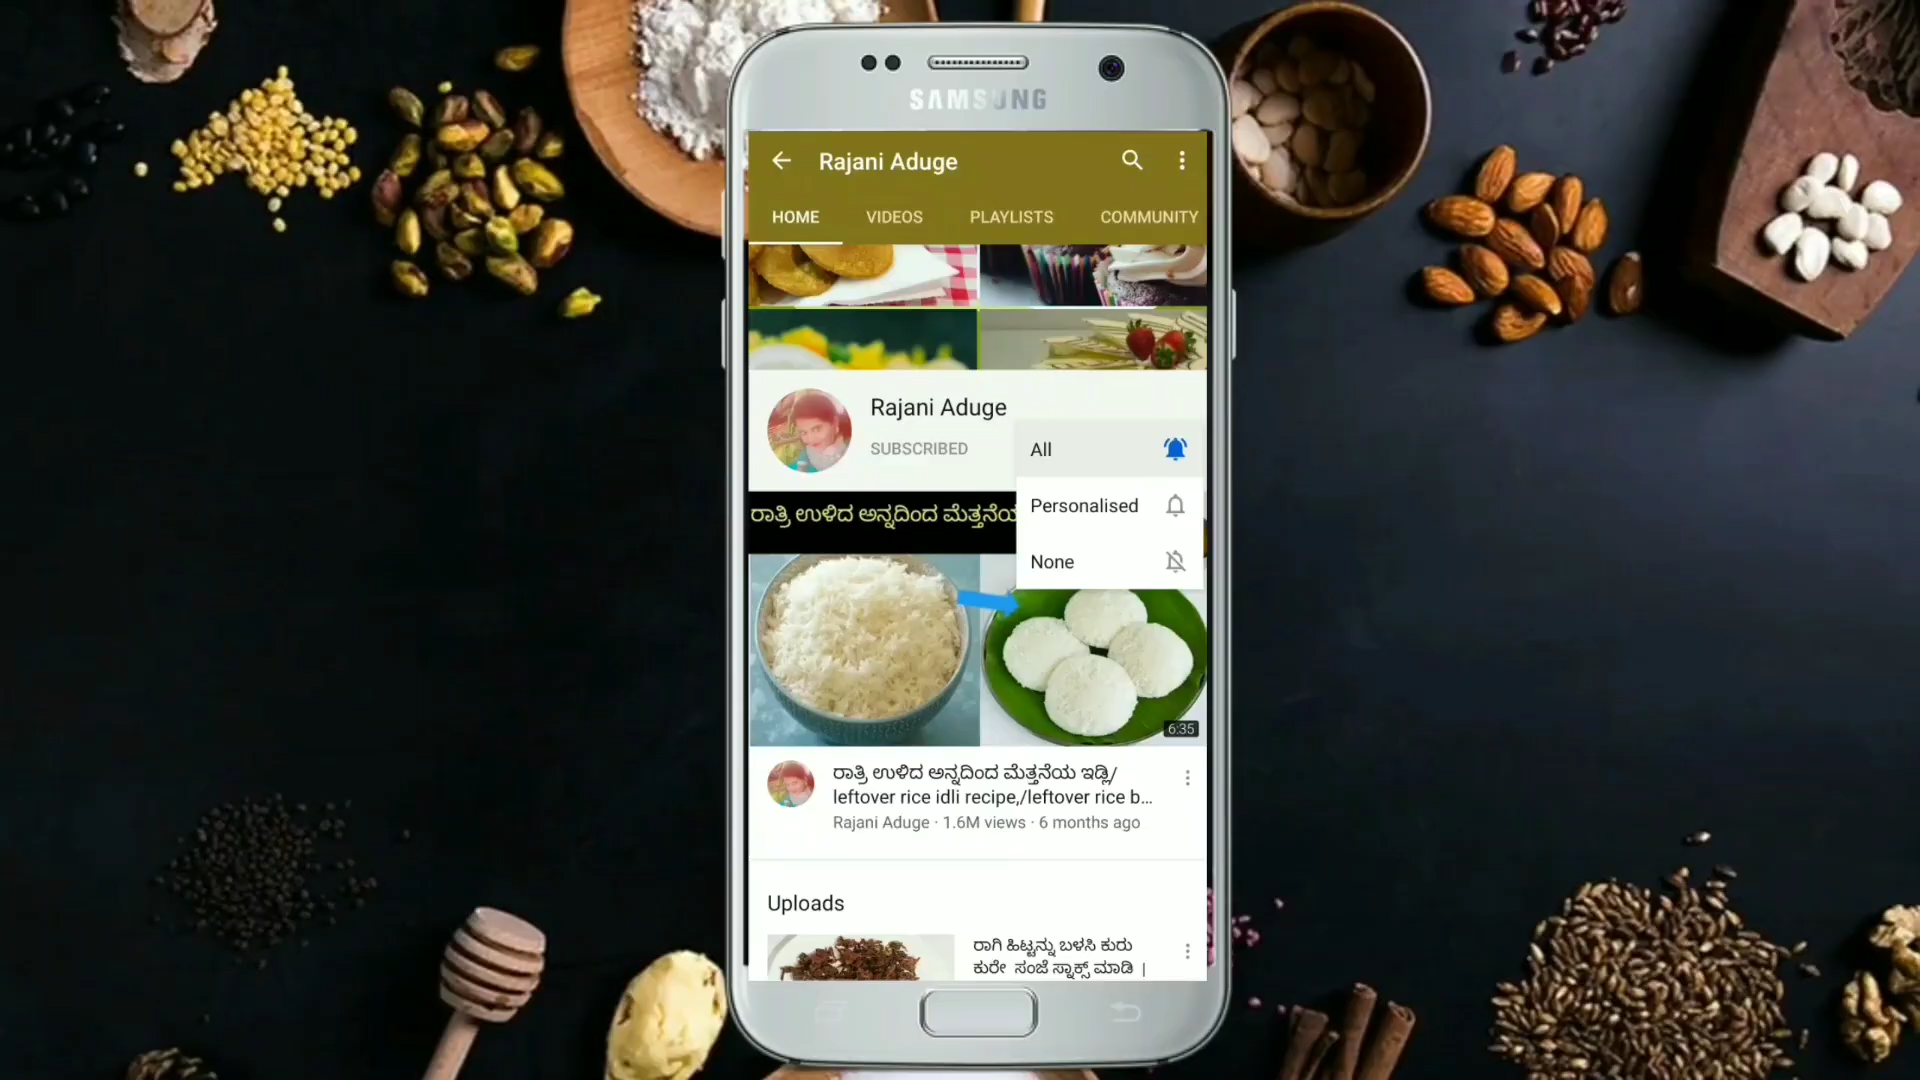 SAMSUNG
Rajani Aduge
HOME VIDEOS PLAYLISTS COMMUNITY
Rajani Aduge
SUBSCRIBED
All
Personalised
None
ರಾತ್ರಿ ಉಳಿದ ಅನ್ನದಿಂದ ಮೆತ್ತನೆಯ
6:35
ರಾತ್ರಿ ಉಳಿದ ಅನ್ನದಿಂದ ಮೆತ್ತನೆಯ ಇಡ್ಲಿ/
leftover rice idli recipe,/leftover rice b...
Rajani Aduge · 1.6M views · 6 months ago
Uploads
ರಾಗಿ ಹಿಟ್ಟನ್ನು ಬಳಸಿ ಕುರು
ಕುರೇ ಸಂಜೆ ಸ್ನಾಕ್ಸ್ ಮಾಡಿ |